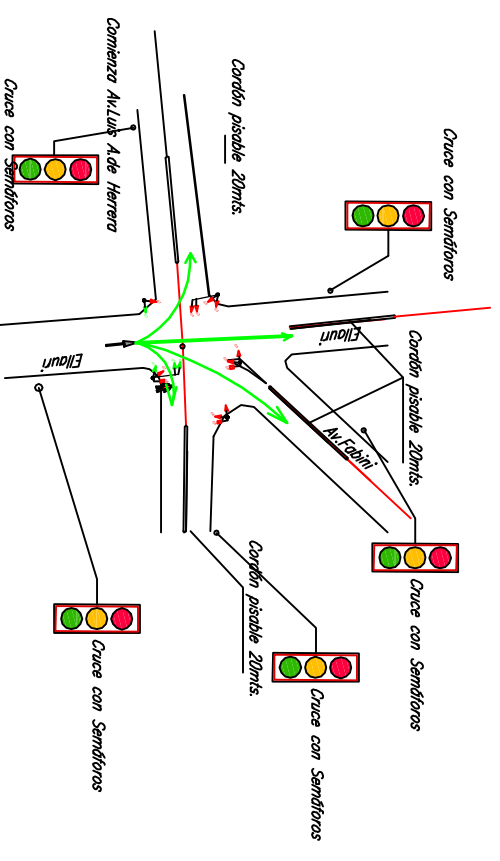 Cruce con Semáforos
Comienza Av.Luis A.de Herrera
Cordón pisable 20mts.
Cruce con Semáforos
Ellauri
Ellauri
Cordón pisable 20mts.
Av.Fabini
Cruce con Semáforos
Cordón pisable 20mts.
Cruce con Semáforos
Cruce con Semáforos